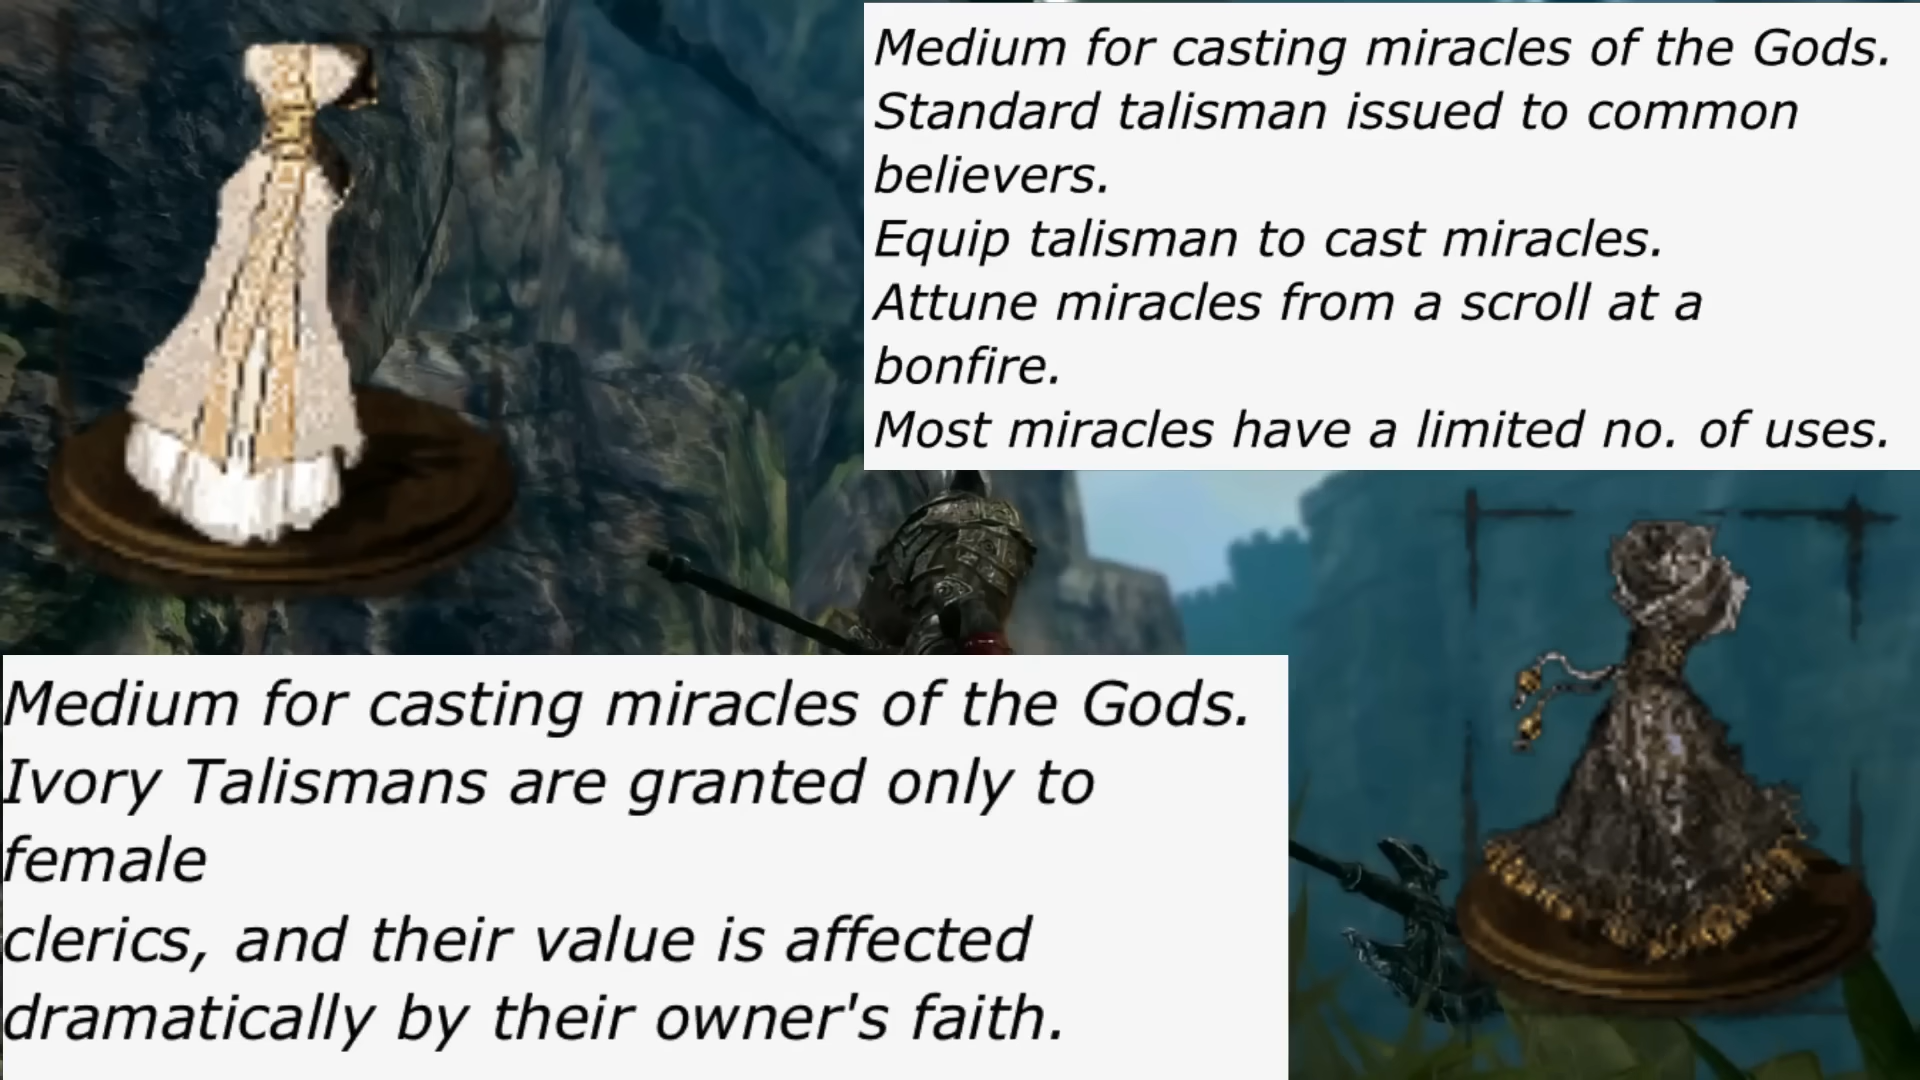 Medium for casting miracles of the Gods.
Standard talisman issued to common
believers.
Equip talisman to cast miracles.
Attune miracles from a scroll at a
bonfire.
Most miracles have a limited no. of uses.
Medium for casting miracles of the Gods.
Ivory Talismans are granted only to
female
clerics, and their value is affected
dramatically by their owner's faith.